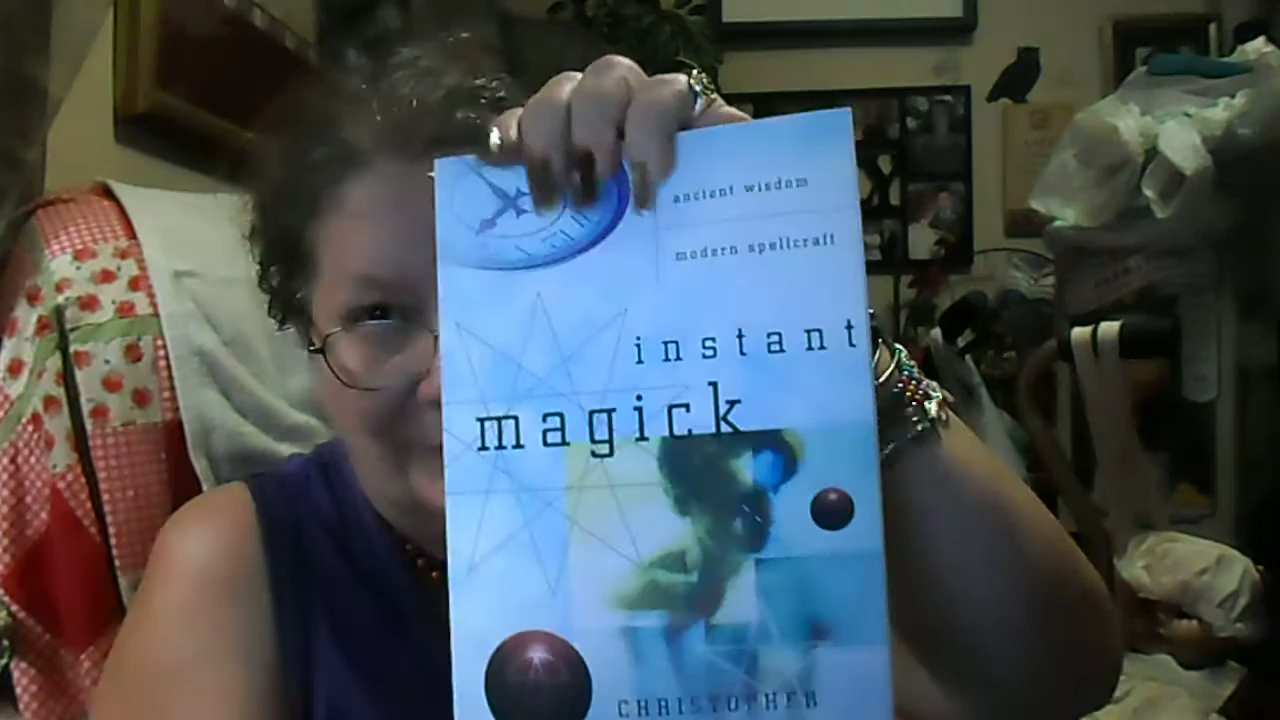 ancient wisdom
modern spellcraft
instant
magick
CHRISTOPHER